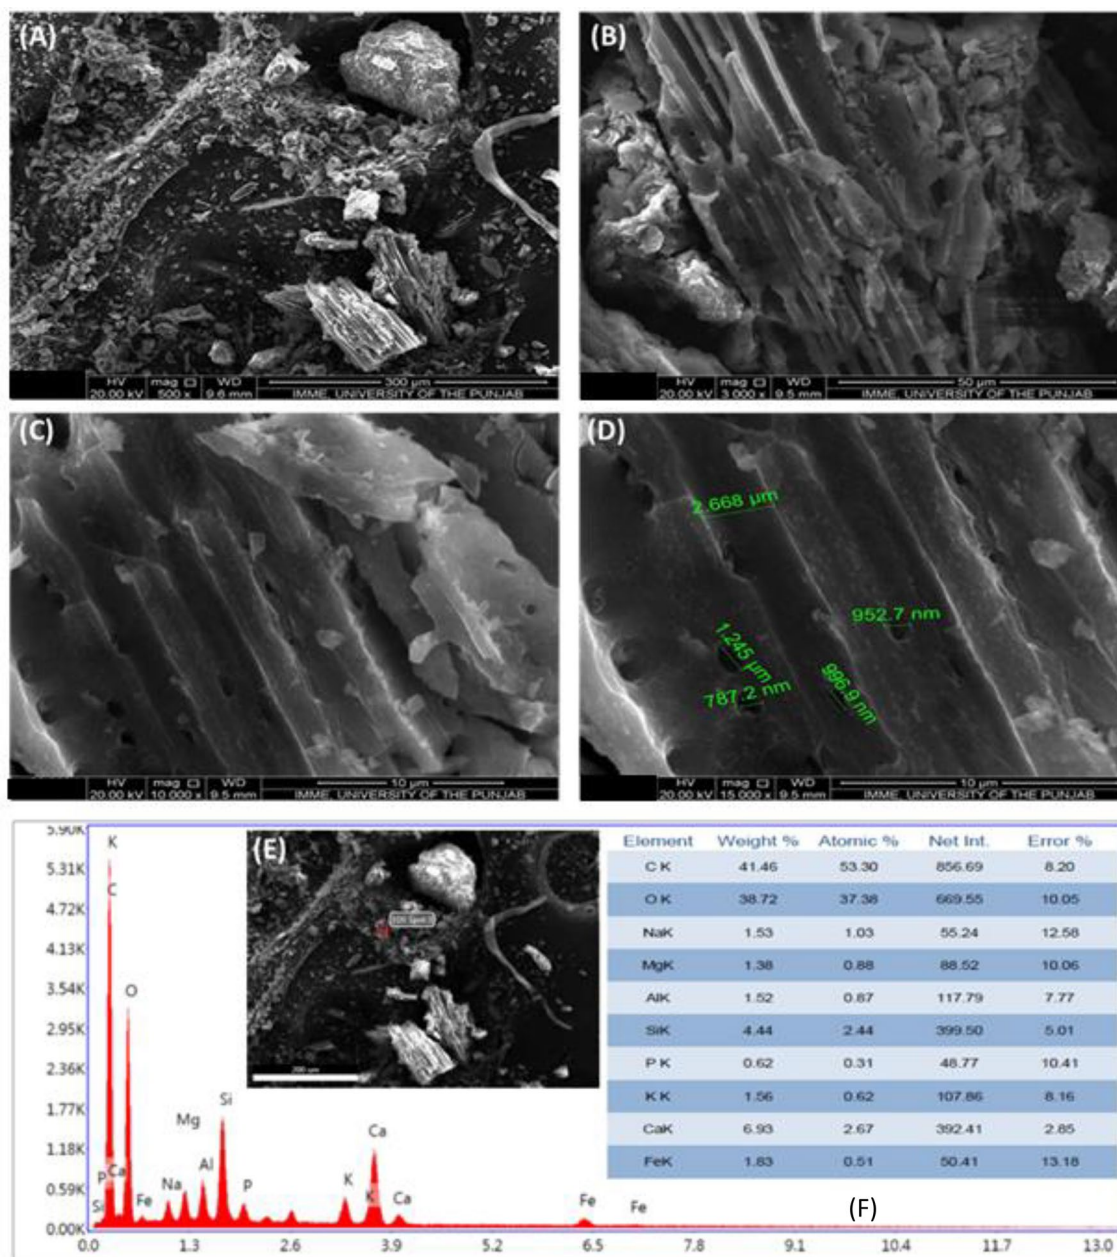 (A)
HV mag WD 300 µm
20.00 kV 500 x 9.6 mm IMME, UNIVERSITY OF THE PUNJAB
(B)
HV mag WD 50 µm
20.00 kV 3 000 x 9.5 mm IMME, UNIVERSITY OF THE PUNJAB
(C)
HV mag WD 10 µm
20.00 kV 10 000 x 9.5 mm IMME, UNIVERSITY OF THE PUNJAB
(D)
2.668 µm
952.7 nm
1.245 µm
996.9 nm
787.2 nm
HV mag WD 10 µm
20.00 kV 15 000 x 9.5 mm IMME, UNIVERSITY OF THE PUNJAB
5.90K
5.31K
4.72K
4.13K
3.54K
2.95K
2.36K
1.77K
1.18K
0.59K
0.00K
K
C
O
P
Ca
Si
Fe
Na
Mg
Al
Si
P
K
K
Ca
Ca
Fe
Fe
0.0 1.3 2.6 3.9 5.2 6.5 7.8 9.1 10.4 11.7 13.0
(E)
200 um
Element Weight % Atomic % Net Int. Error %
C K 41.46 53.30 856.69 8.20
O K 38.72 37.38 669.55 10.05
NaK 1.53 1.03 55.24 12.58
MgK 1.38 0.88 88.52 10.06
AlK 1.52 0.87 117.79 7.77
SiK 4.44 2.44 399.50 5.01
P K 0.62 0.31 48.77 10.41
K K 1.56 0.62 107.86 8.16
CaK 6.93 2.67 392.41 2.85
FeK 1.83 0.51 50.41 13.18
(F)